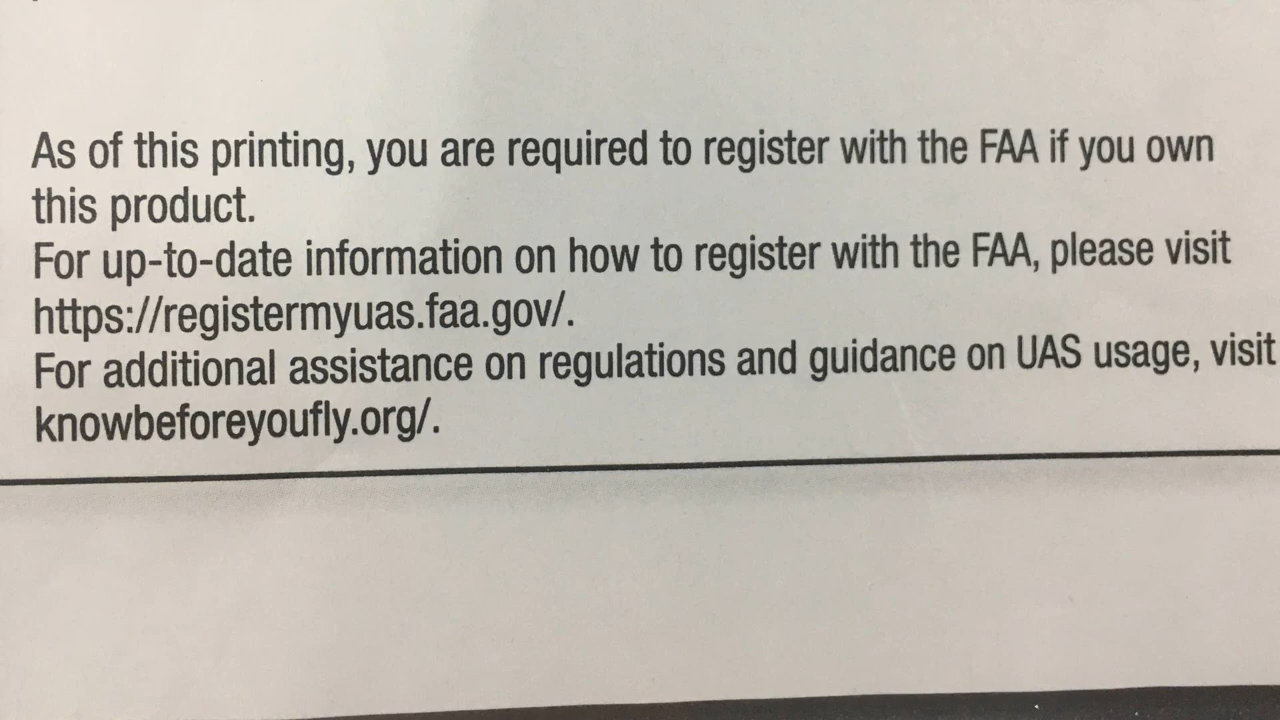 As of this printing, you are required to register with the FAA if you own
this product.
For up-to-date information on how to register with the FAA, please visit
https://registermyuas.faa.gov/.
For additional assistance on regulations and guidance on UAS usage, visit
knowbeforeyoufly.org/.